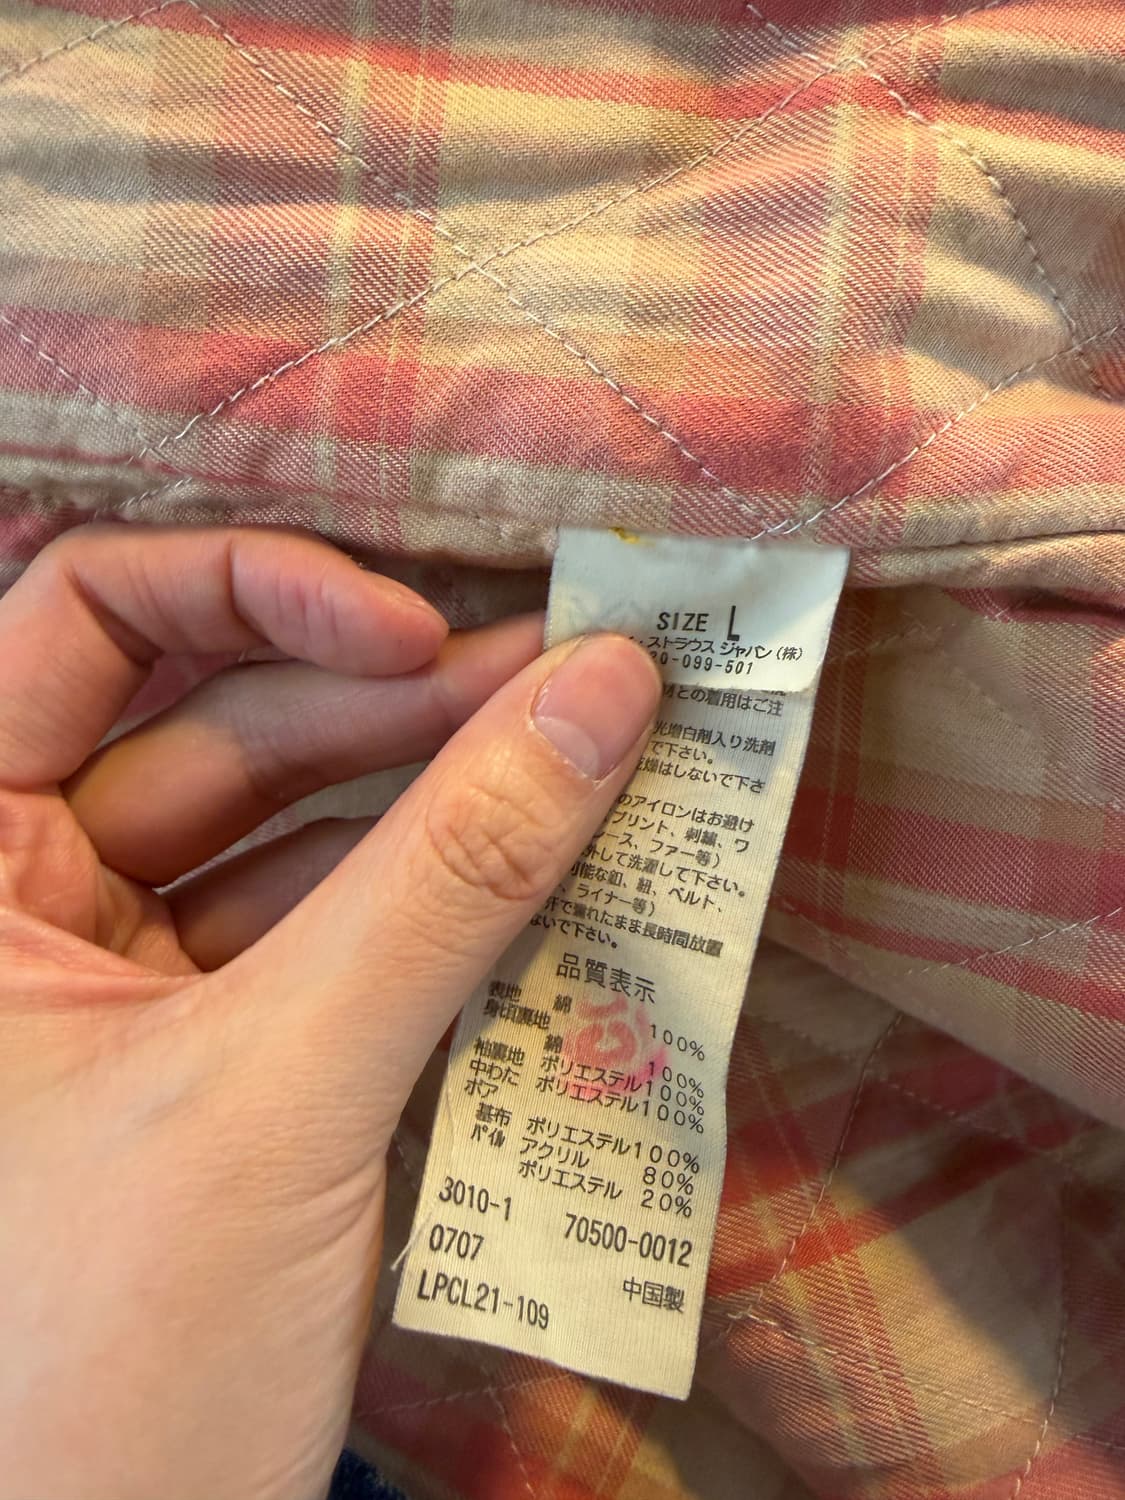 SIZE L
・ストラウス ジャパン(株)
20-099-501
との着用はご注
光増白剤入り洗剤
で下さい。
乾燥はしないで下さ
のアイロンはお避け
プリント、刺繍、ワ
ース、ファー等)
外して洗濯して下さい。
可能な釦、紐、ベルト、
ライナー等)
汗で濡れたまま長時間放置
ないで下さい。
品質表示
表地 綿 100%
身頃裏地 綿 100%
袖裏地 ポリエステル100%
中わた ポリエステル100%
ボア
基布 ポリエステル100%
パイル アクリル 80%
ポリエステル 20%
3010-1 70500-0012
0707 中国製
LPCL21-109